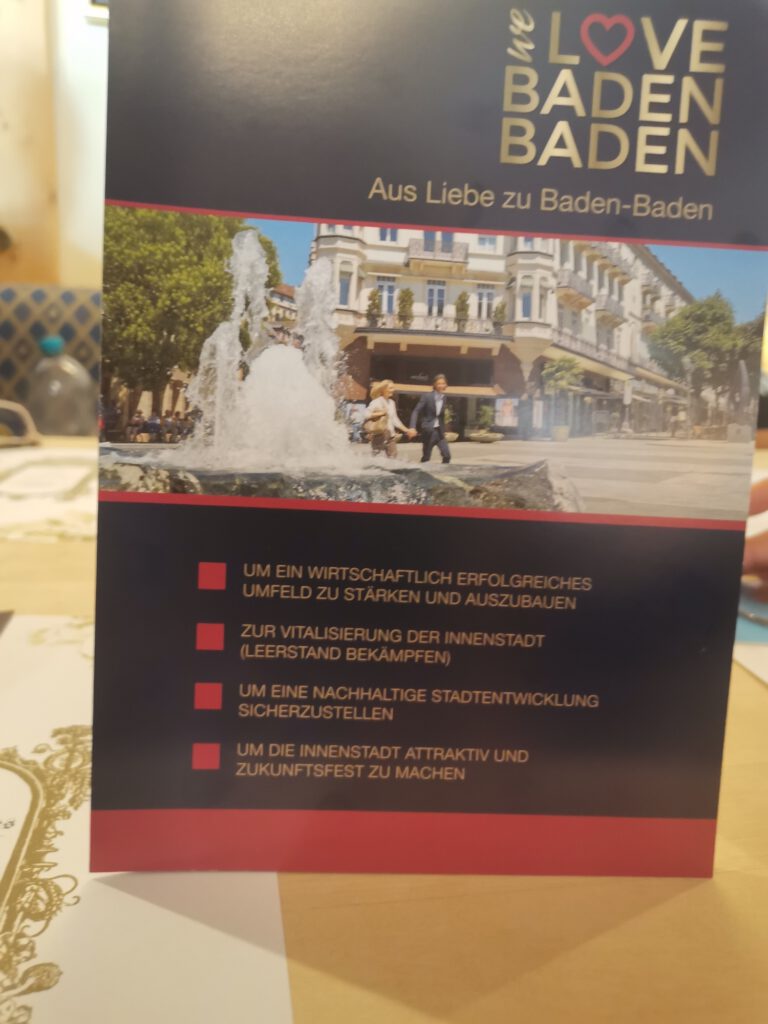 we LOVE
BADEN
BADEN
Aus Liebe zu Baden-Baden
UM EIN WIRTSCHAFTLICH ERFOLGREICHES
UMFELD ZU STÄRKEN UND AUSZUBAUEN
ZUR VITALISIERUNG DER INNENSTADT
(LEERSTAND BEKÄMPFEN)
UM EINE NACHHALTIGE STADTENTWICKLUNG
SICHERZUSTELLEN
UM DIE INNENSTADT ATTRAKTIV UND
ZUKUNFTSFEST ZU MACHEN